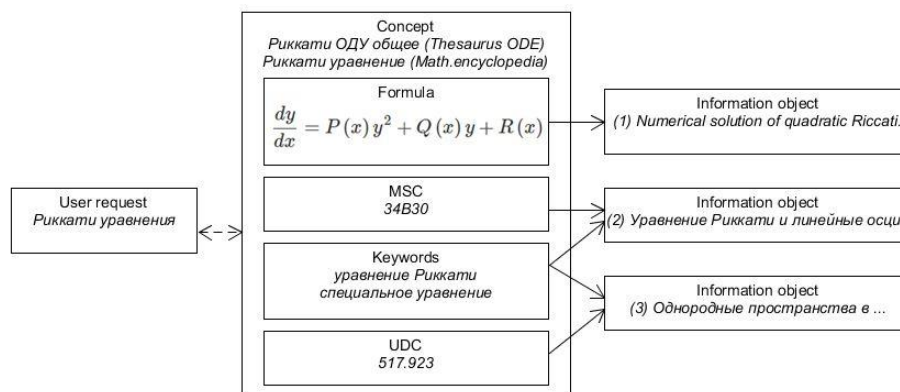 Concept
Риккати ОДУ общее (Thesaurus ODE)
Риккати уравнение (Math.encyclopedia)
Formula
dy/dx = P(x)y² + Q(x)y + R(x)
Information object
(1) Numerical solution of quadratic Riccati.
User request
Риккати уравнения
MSC
34B30
Information object
(2) Уравнение Риккати и линейные осци
Keywords
уравнение Риккати
специальное уравнение
Information object
(3) Однородные пространства в ...
UDC
517.923